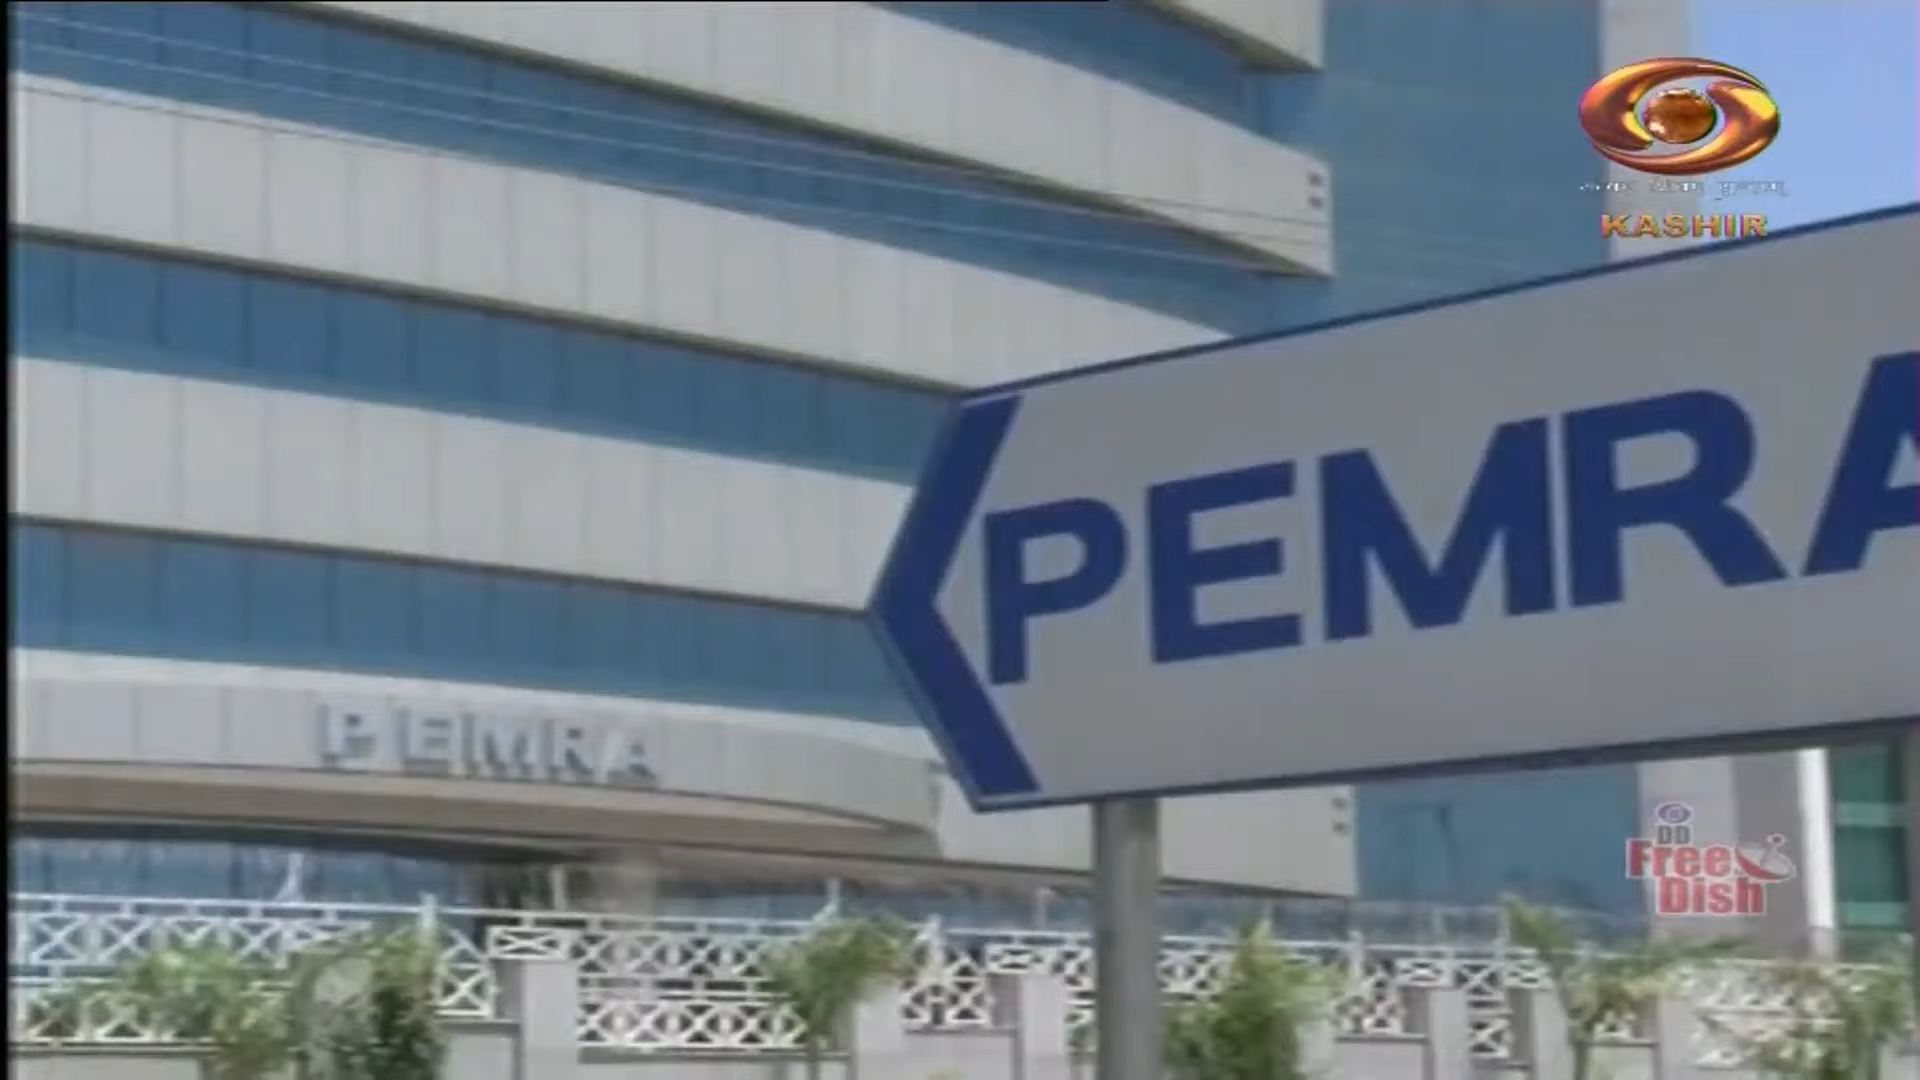 KASHIR
PEMRA
PEMRA
DD
Free
Dish